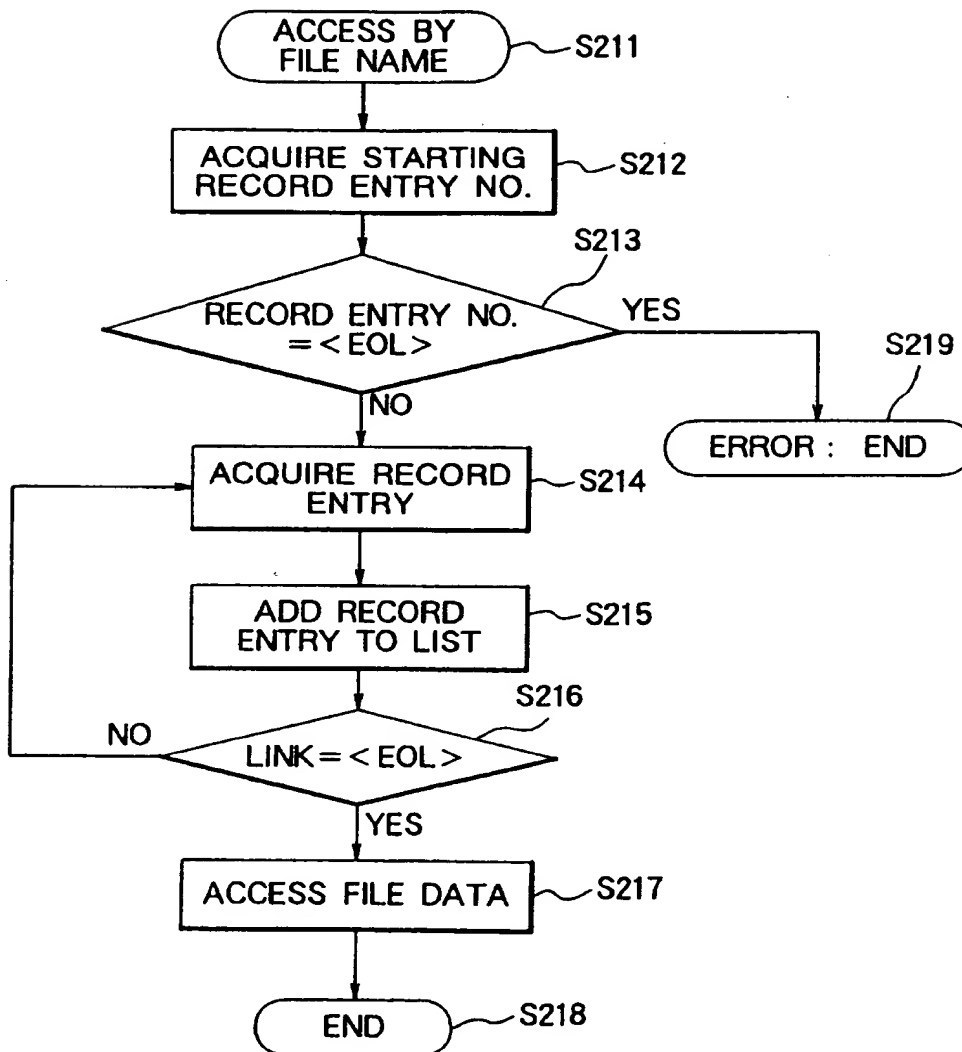 ACCESS BY
FILE NAME
S211
ACQUIRE STARTING
RECORD ENTRY NO.
S212
S213
RECORD ENTRY NO.
=<EOL>
YES
NO
S219
ERROR : END
ACQUIRE RECORD
ENTRY
S214
ADD RECORD
ENTRY TO LIST
S215
S216
NO
LINK=<EOL>
YES
ACCESS FILE DATA
S217
END
S218